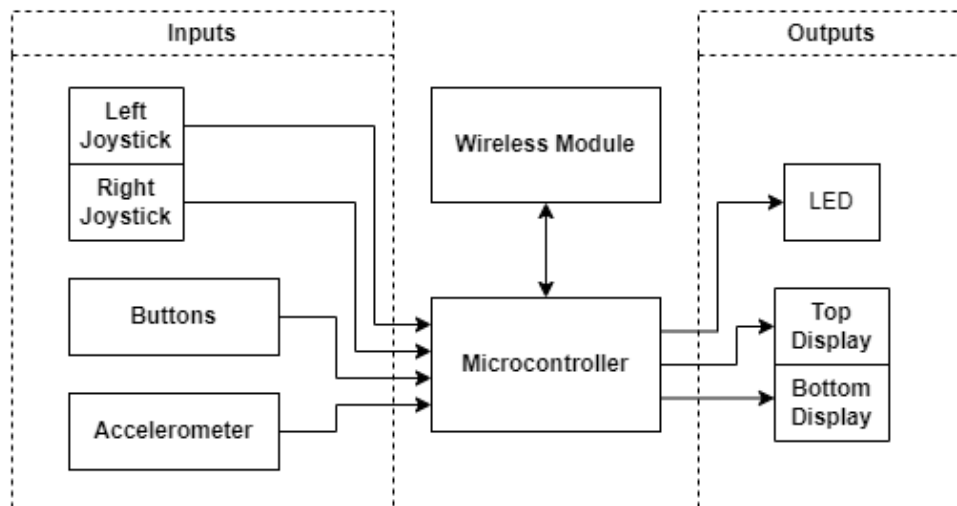 Inputs
Outputs
Left
Joystick
Right
Joystick
Buttons
Accelerometer
Wireless Module
Microcontroller
LED
Top
Display
Bottom
Display